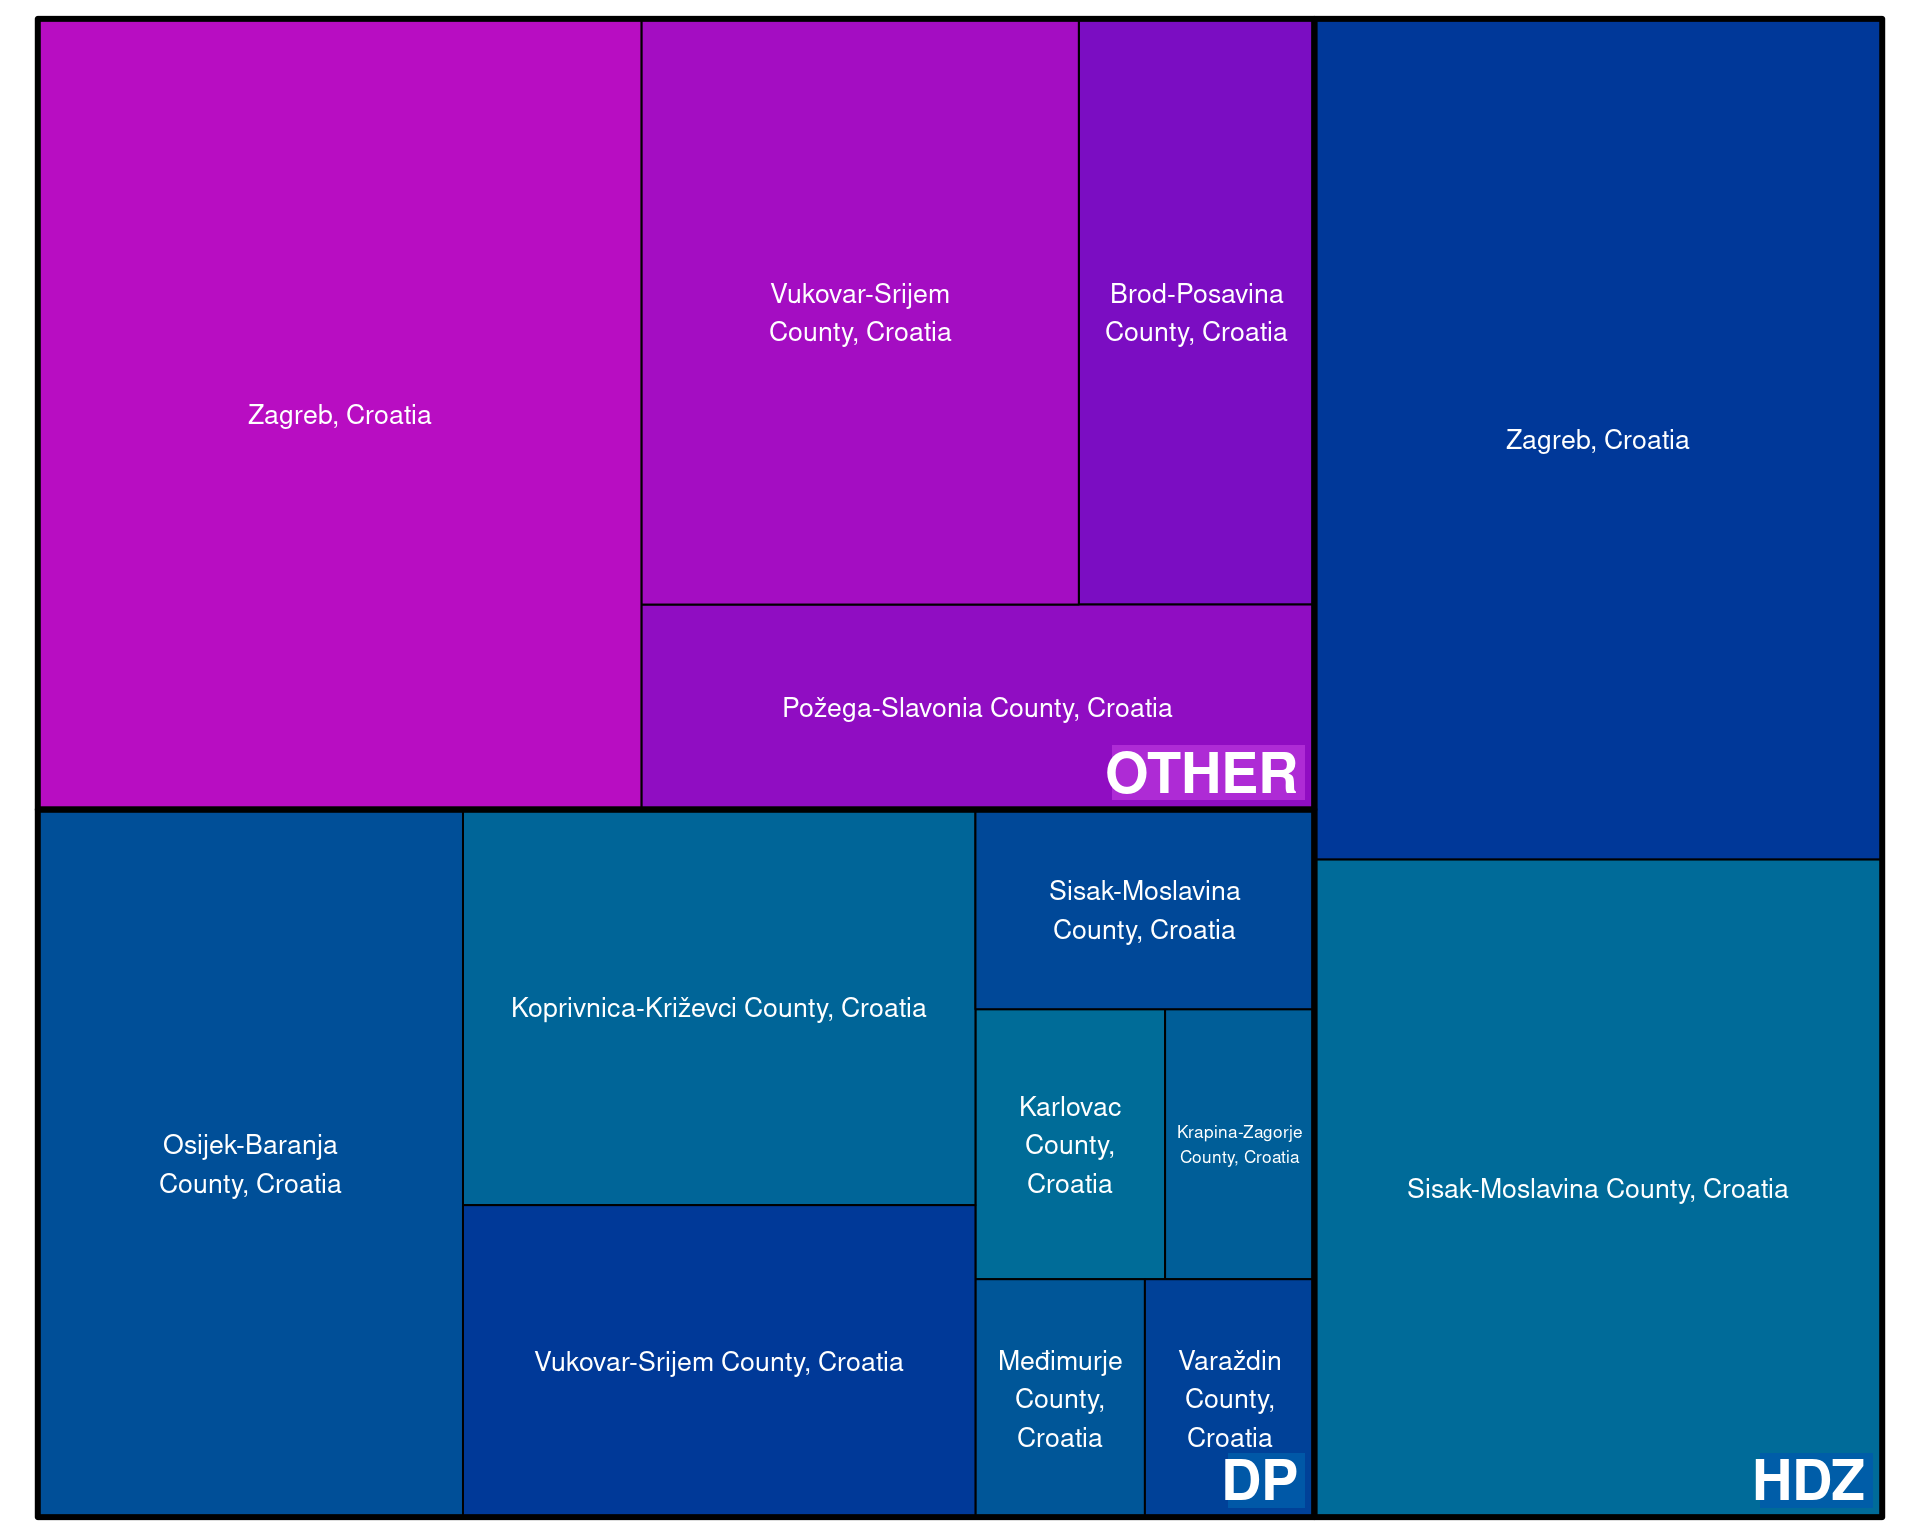 Zagreb, Croatia
Vukovar-Srijem
County, Croatia
Brod-Posavina
County, Croatia
Požega-Slavonia County, Croatia
OTHER
Osijek-Baranja
County, Croatia
Koprivnica-Križevci County, Croatia
Vukovar-Srijem County, Croatia
Sisak-Moslavina
County, Croatia
Karlovac
County,
Croatia
Krapina-Zagorje
County, Croatia
Međimurje
County,
Croatia
Varaždin
County,
Croatia
DP
Zagreb, Croatia
Sisak-Moslavina County, Croatia
HDZ